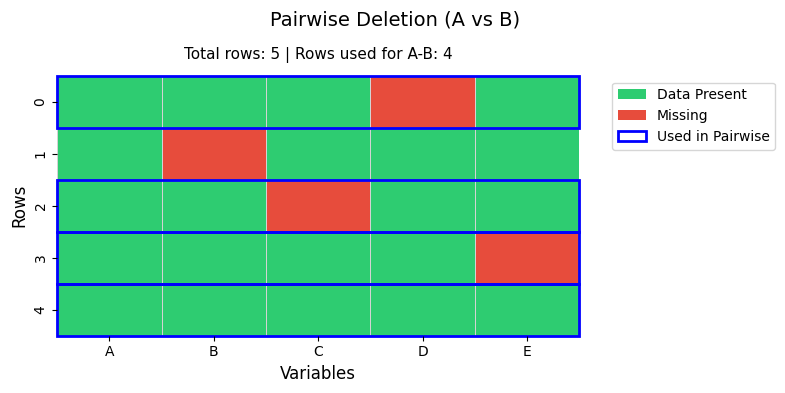 Pairwise Deletion (A vs B)
Total rows: 5 | Rows used for A-B: 4
Data Present
Missing
Used in Pairwise
Rows
0
1
2
3
4
A B C D E
Variables